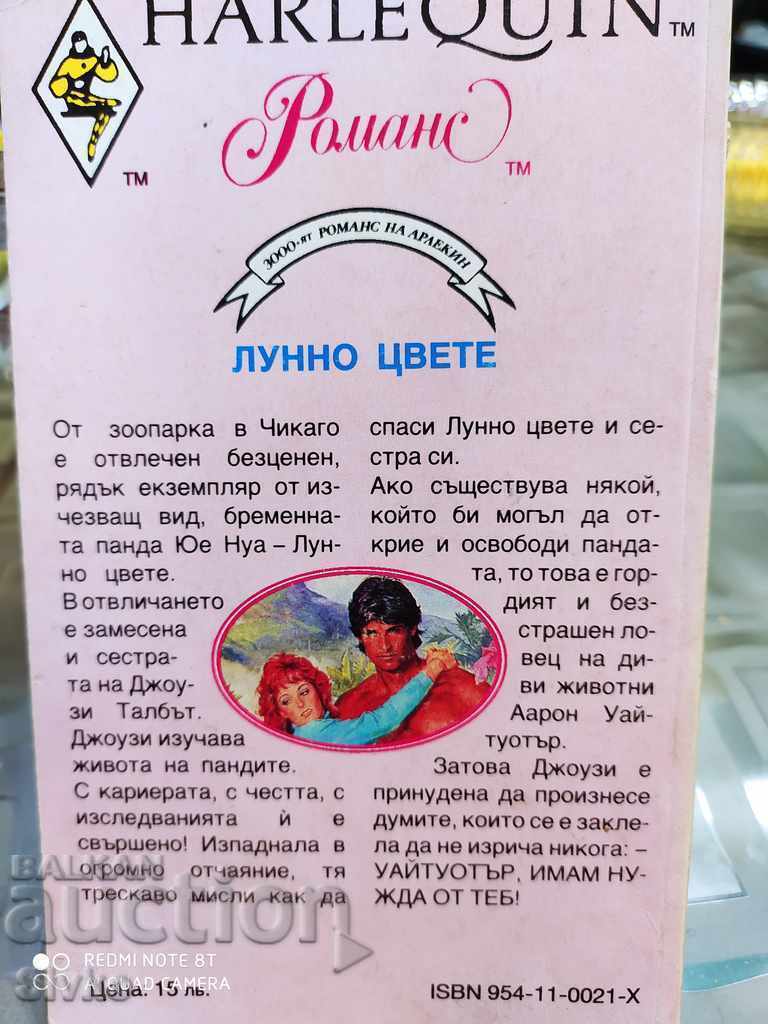 HARLEQUIN™
Романс
™
™
3000-ят РОМАНС НА АРЛЕКИН
ЛУННО ЦВЕТЕ
От зоопарка в Чикаго
е отвлечен безценен,
рядък екземпляр от из-
чезващ вид, бременна-
та панда Юе Нуа – Лун-
но цвете.
В отвличането
е замесена
и сестра-
та на Джоу-
зи Талбът.
Джоузи изучава
живота на пандите.
С кариерата, с честта, с
изследванията ѝ е
свършено! Изпаднала в
огромно отчаяние, тя
трескаво мисли как да
спаси Лунно цвете и се-
стра си.
Ако съществува някой,
който би могъл да от-
крие и освободи панда-
та, то това е гор-
дият и без-
страшен ло-
вец на ди-
ви животни
Аарон Уай-
туотър.
Затова Джоузи е
принудена да произнесе
думите, които се е закле-
ла да не изрича никога: –
УАЙТУОТЪР, ИМАМ НУ-
ЖДА ОТ ТЕБ!
BALKAN
auction
REDMI NOTE 8T
AI QUAD CAMERA
Цена: 15 лв.
ISBN 954-11-0021-X